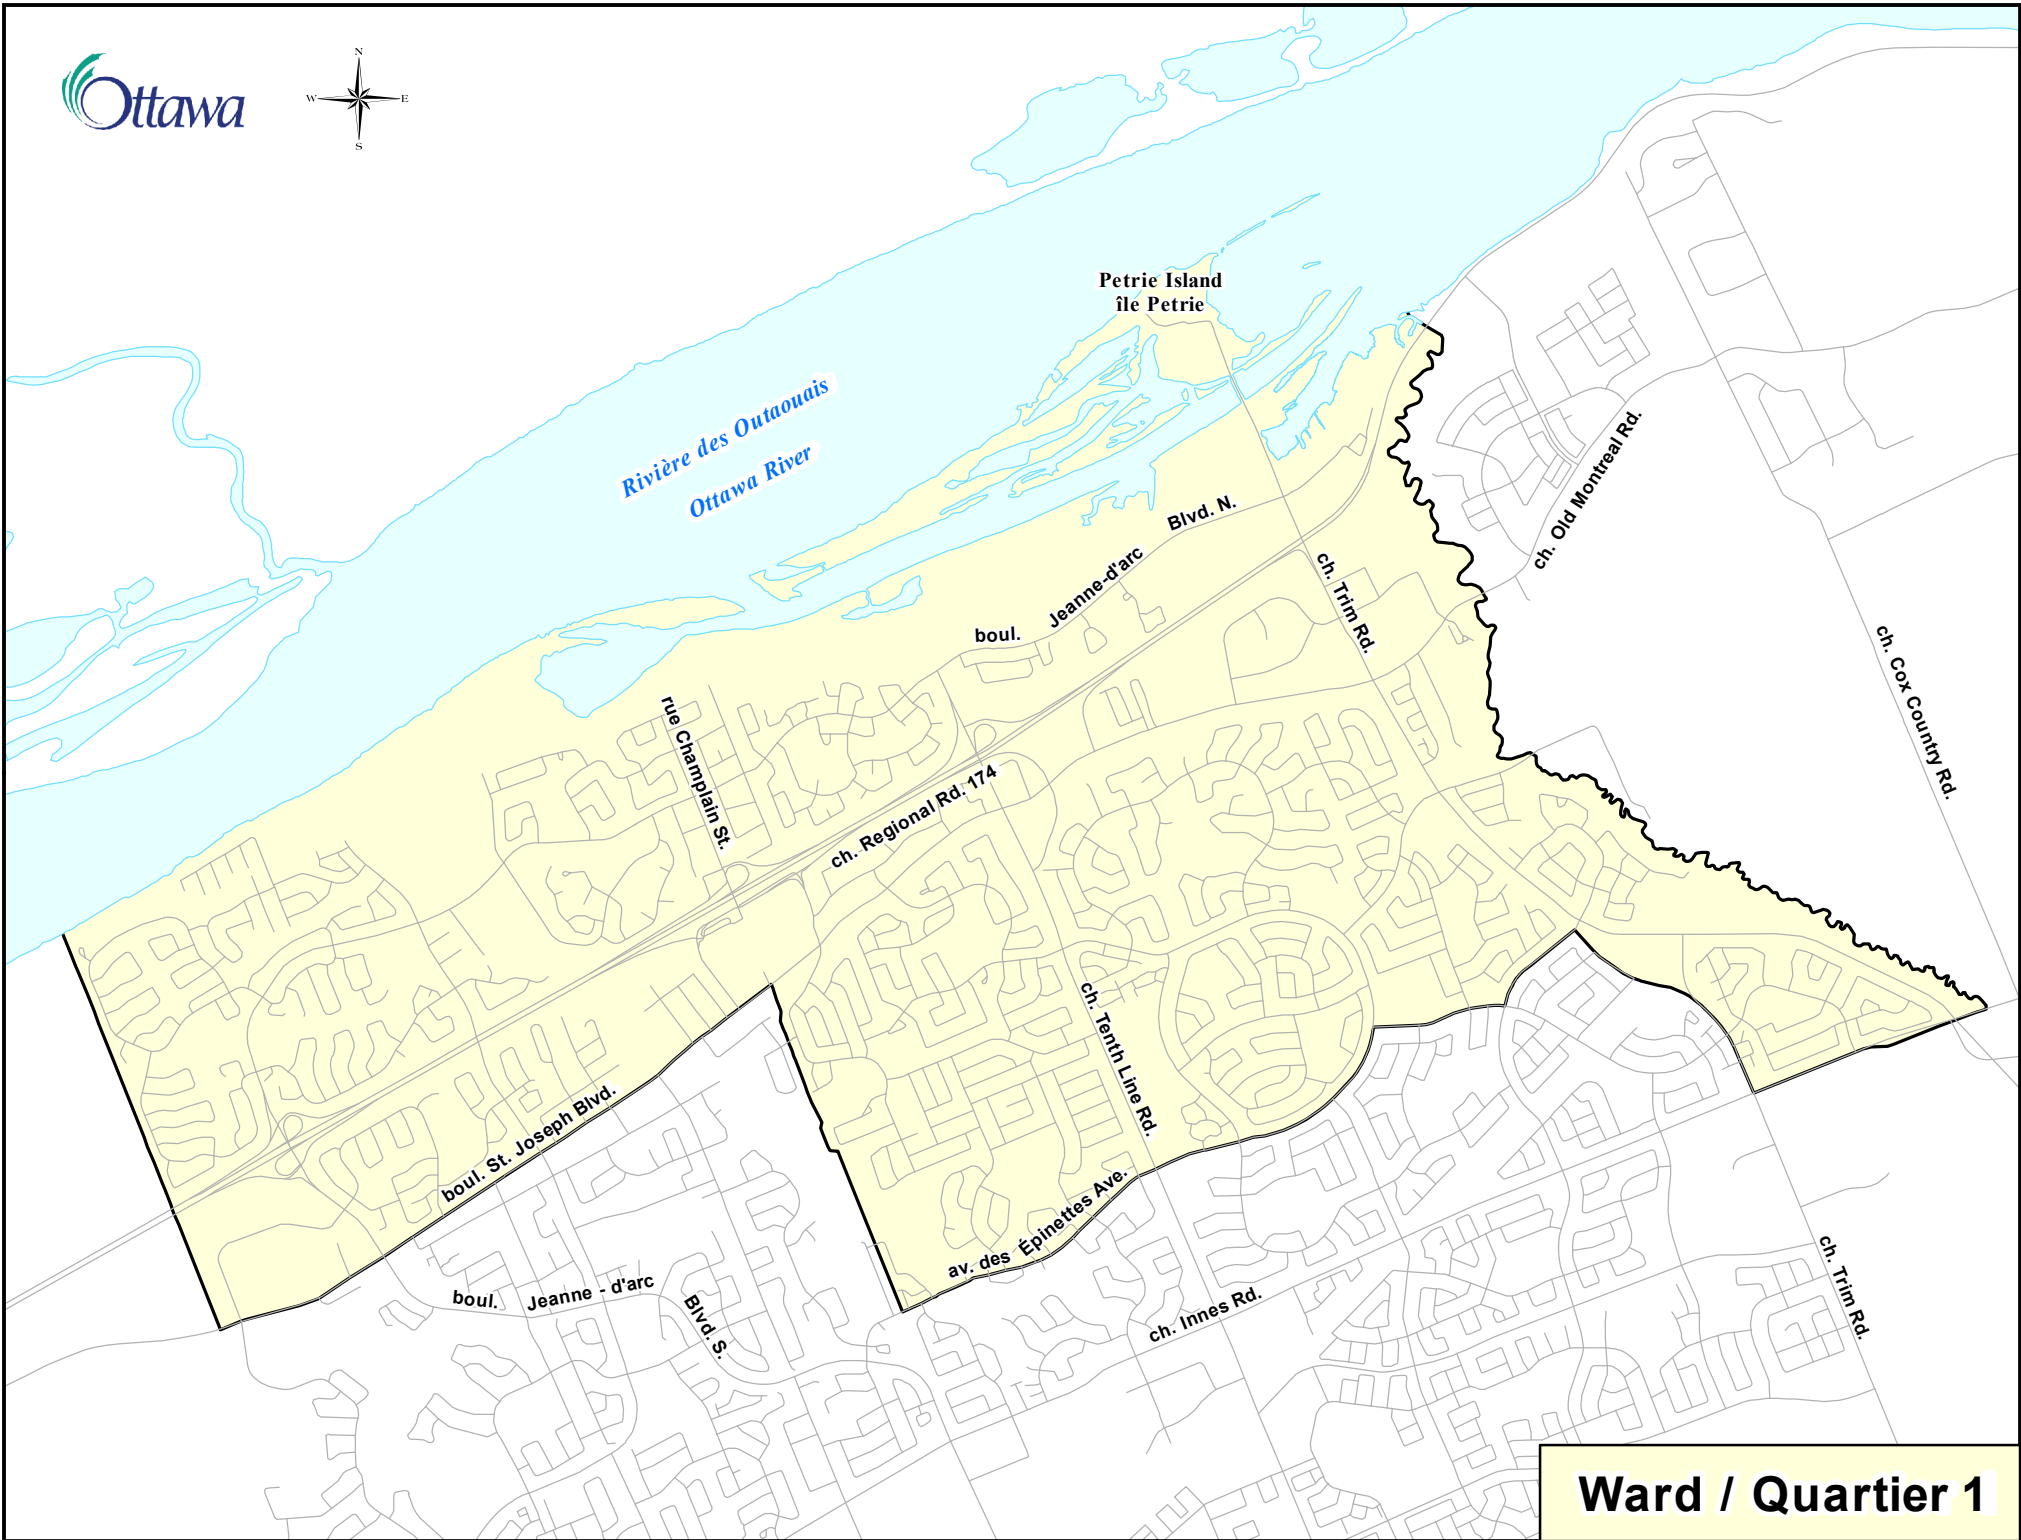 Ottawa
N
W E
S
Petrie Island
île Petrie
Rivière des Outaouais
Ottawa River
boul. Jeanne-d'arc Blvd. N.
ch. Old Montreal Rd.
ch. Trim Rd.
ch. Cox Country Rd.
rue Champlain St.
ch. Regional Rd. 174
ch. Tenth Line Rd.
boul. St. Joseph Blvd.
av. des Épinettes Ave.
boul. Jeanne - d'arc Blvd. S.
ch. Innes Rd.
ch. Trim Rd.
Ward / Quartier 1